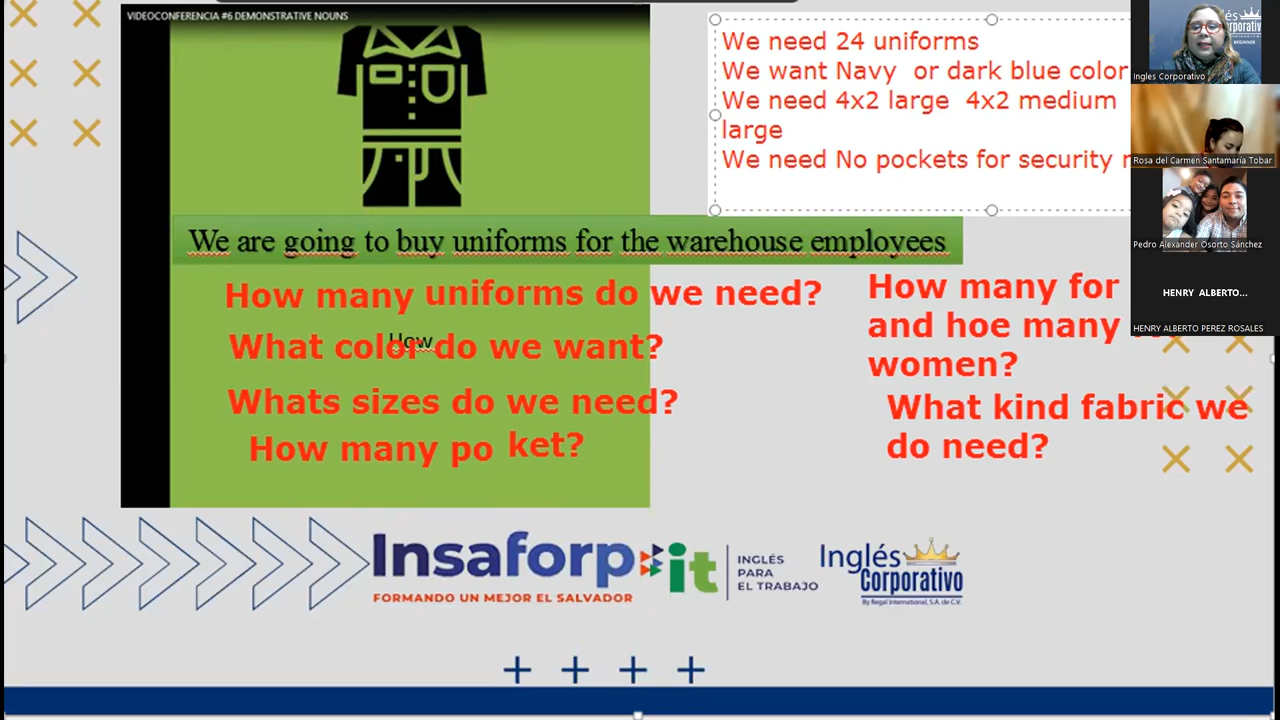 VIDEOCONFERENCIA #6 DEMONSTRATIVE NOUNS
We need 24 uniforms
We want Navy or dark blue color
We need 4x2 large 4x2 medium
large
We need No pockets for security
We are going to buy uniforms for the warehouse employees
How many uniforms do we need?
How
What color do we want?
Whats sizes do we need?
How many po ket?
How many for
and hoe many
women?
What kind fabric we
do need?
Ingles Corporativo
Rosa del Carmen Santamaría Tobar
Pedro Alexander Osorto Sánchez
HENRY ALBERTO...
HENRY ALBERTO PEREZ ROSALES
Insaforp it
FORMANDO UN MEJOR EL SALVADOR
INGLÉS
PARA
EL TRABAJO
Inglés
Corporativo
By Regal International, S.A. de C.V.